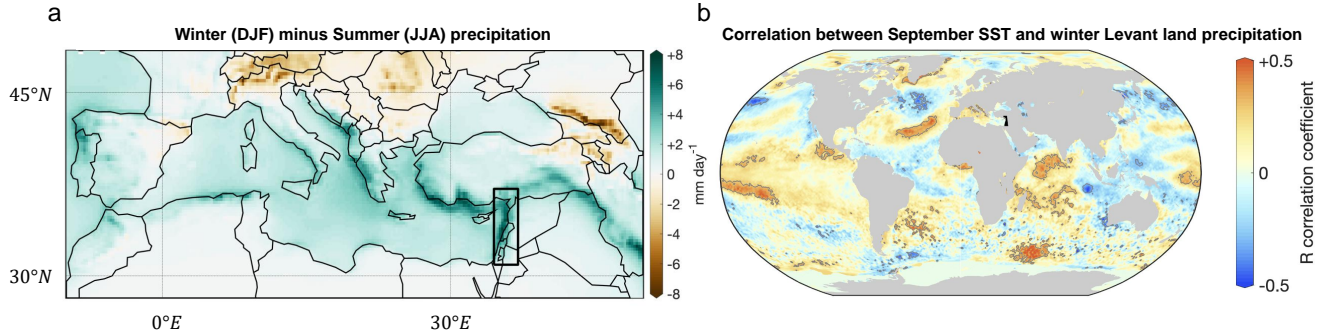 a
Winter (DJF) minus Summer (JJA) precipitation
45°N
30°N
0°E
30°E
+8
+6
+4
+2
0
-2
-4
-6
-8
mm day⁻¹
b
Correlation between September SST and winter Levant land precipitation
+0.5
0
-0.5
R correlation coefficient